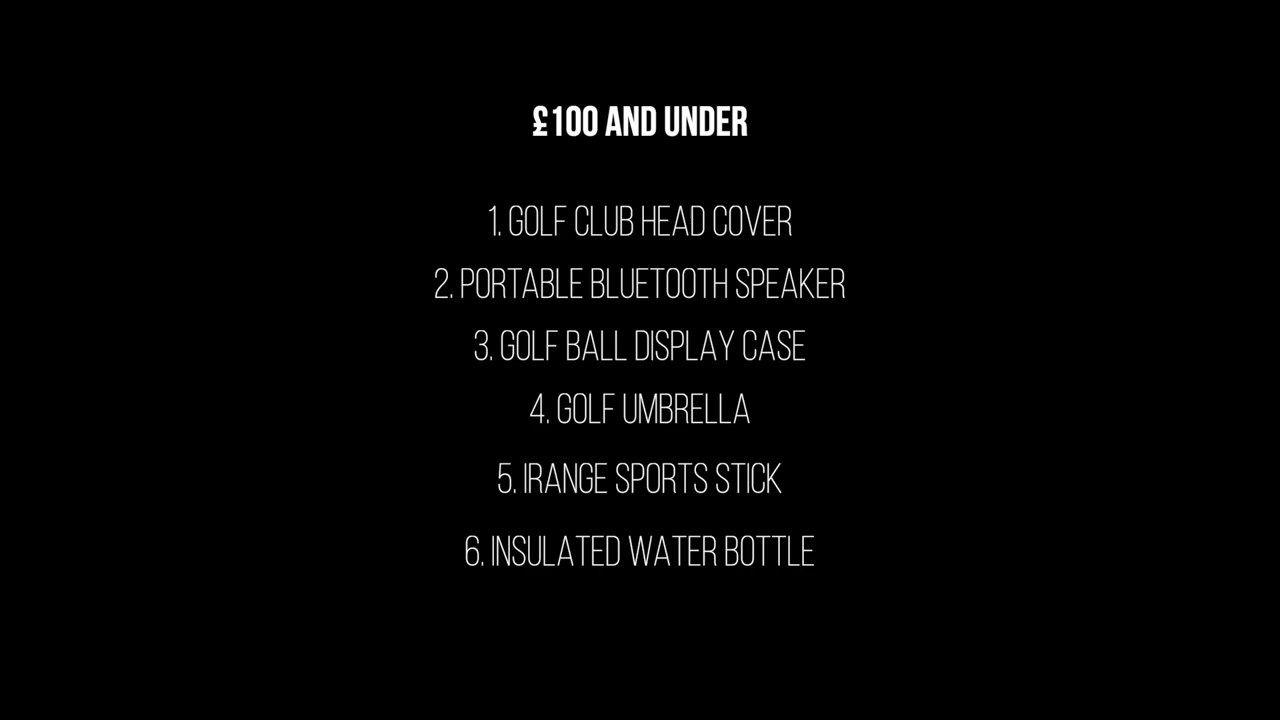 £100 AND UNDER
1. GOLF CLUB HEAD COVER
2. PORTABLE BLUETOOTH SPEAKER
3. GOLF BALL DISPLAY CASE
4. GOLF UMBRELLA
5. IRANGE SPORTS STICK
6. INSULATED WATER BOTTLE